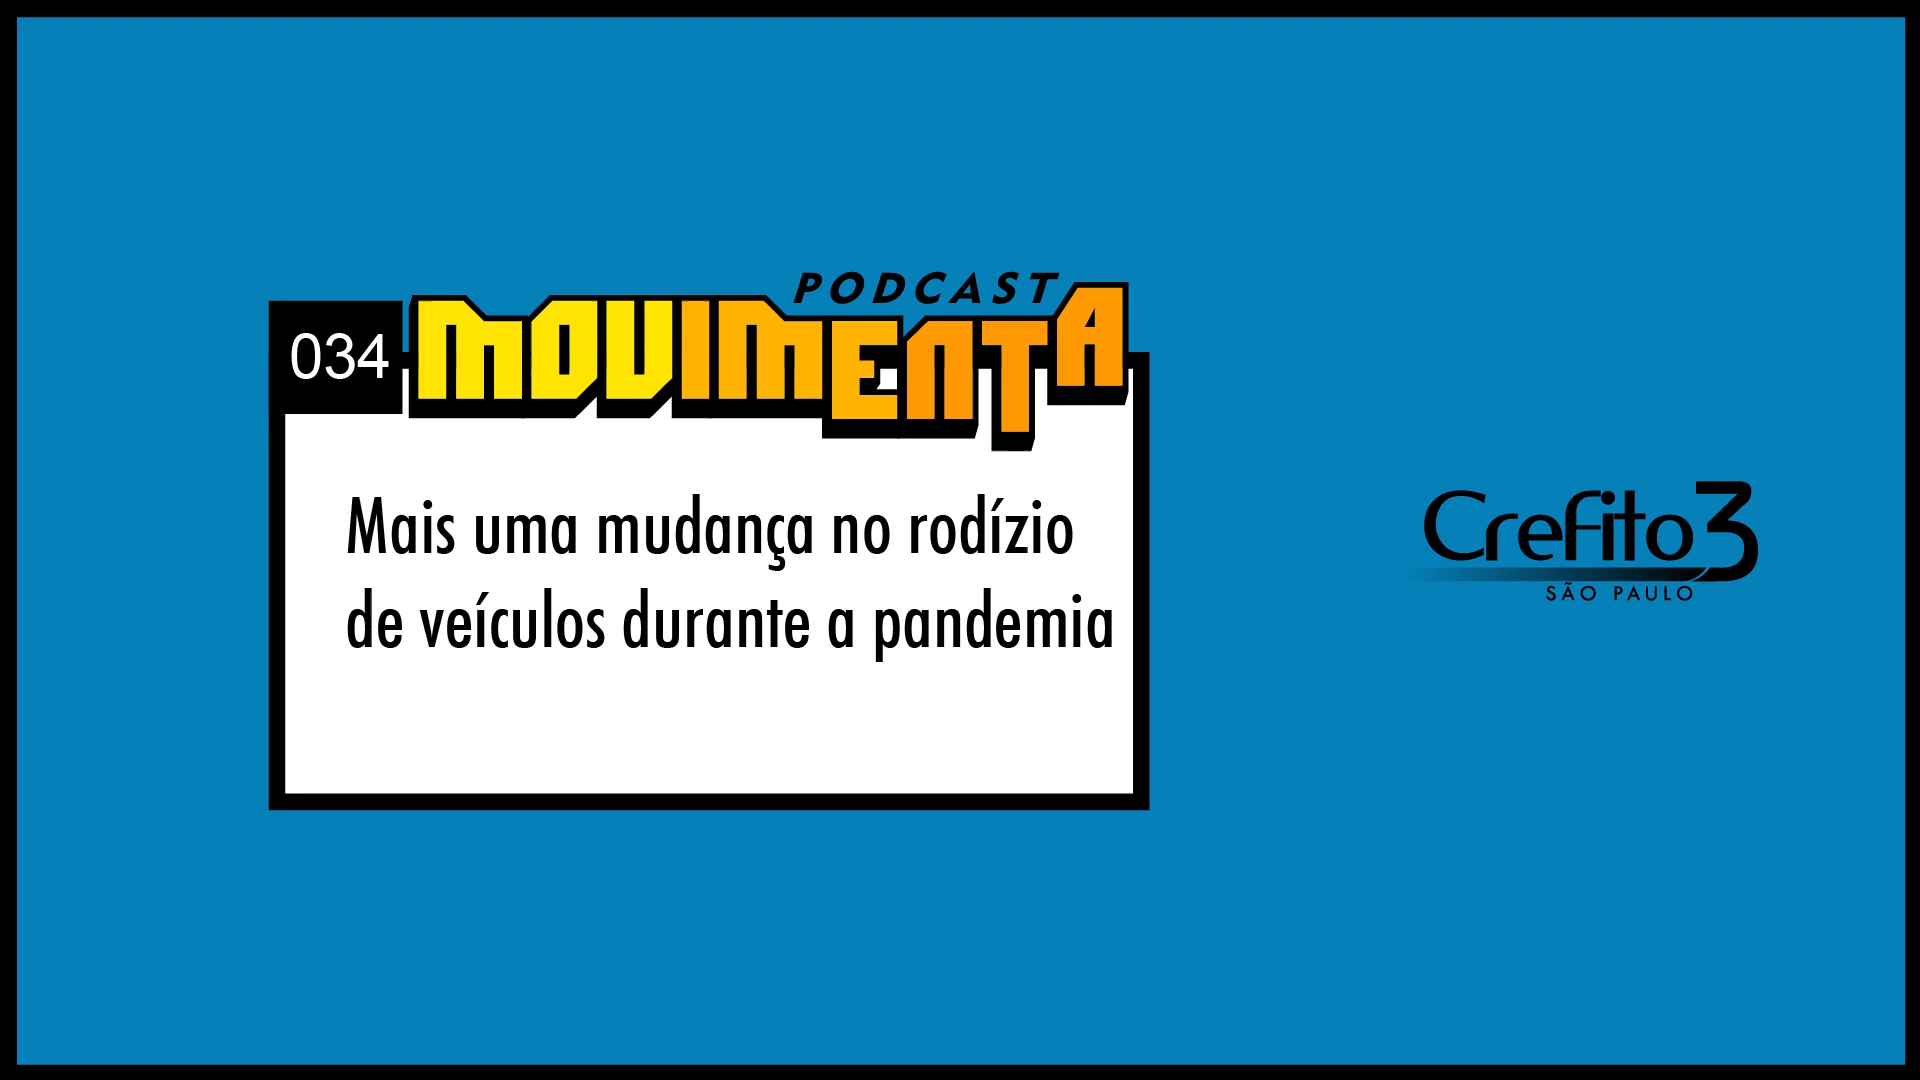 PODCAST
034 MOVIMENTA
Mais uma mudança no rodízio
de veículos durante a pandemia
Crefito3
SÃO PAULO